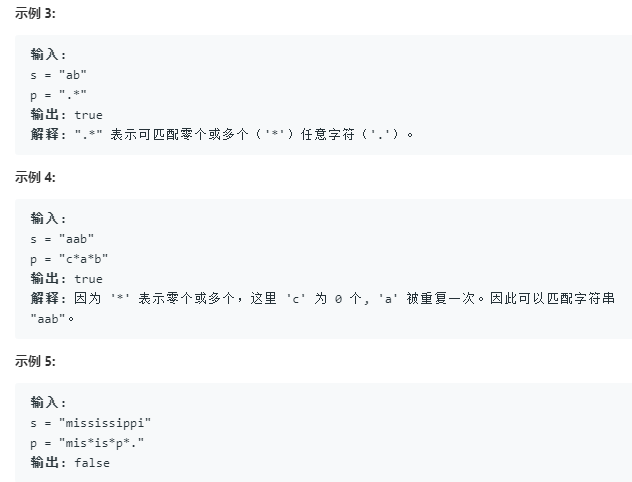 示例 3:
输入:
s = "ab"
p = ".*"
输出: true
解释: ".*" 表示可匹配零个或多个（'*'）任意字符（'.'）。
示例 4:
输入:
s = "aab"
p = "c*a*b"
输出: true
解释: 因为 '*' 表示零个或多个，这里 'c' 为 0 个, 'a' 被重复一次。因此可以匹配字符串
"aab"。
示例 5:
输入:
s = "mississippi"
p = "mis*is*p*."
输出: false